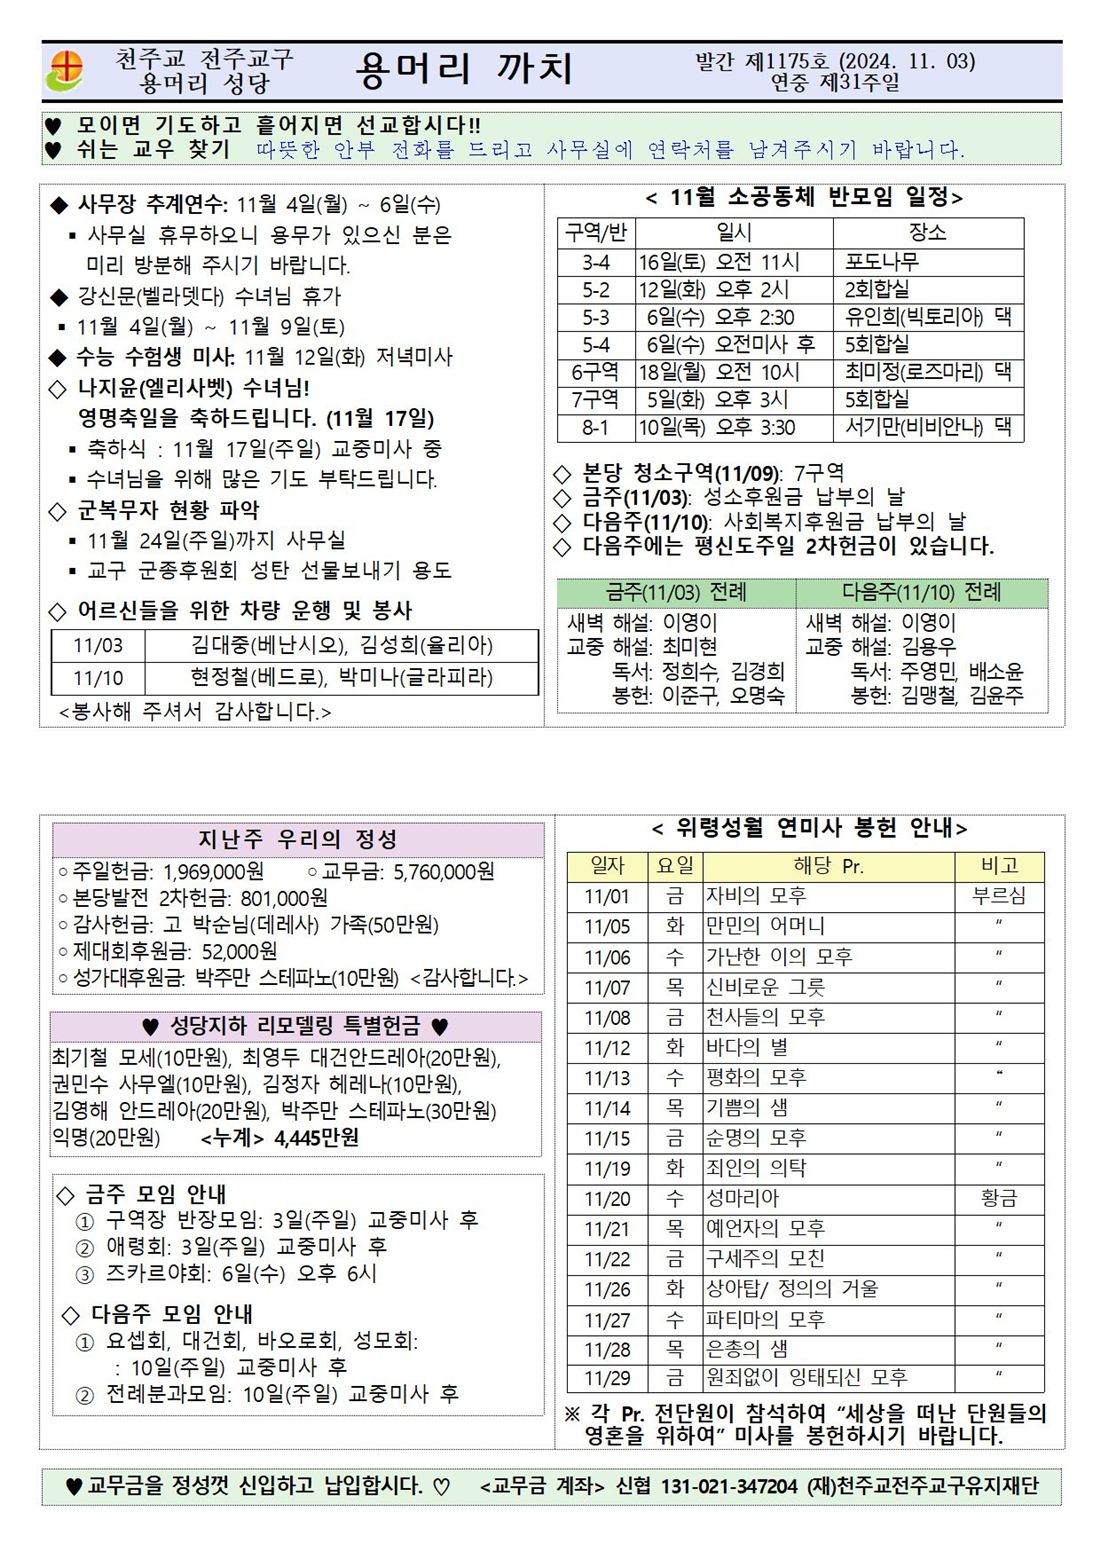 천주교 전주교구
용머리 성당
용머리 까치
발간 제1175호 (2024. 11. 03)
연중 제31주일
♥ 모이면 기도하고 흩어지면 선교합시다!!
♥ 쉬는 교우 찾기 따뜻한 안부 전화를 드리고 사무실에 연락처를 남겨주시기 바랍니다.
◆ 사무장 추계연수: 11월 4일(월) ~ 6일(수)
▪ 사무실 휴무하오니 용무가 있으신 분은
미리 방분해 주시기 바랍니다.
◆ 강신문(벨라뎃다) 수녀님 휴가
▪ 11월 4일(월) ~ 11월 9일(토)
◆ 수능 수험생 미사: 11월 12일(화) 저녁미사
◇ 나지윤(엘리사벳) 수녀님!
영명축일을 축하드립니다. (11월 17일)
▪ 축하식 : 11월 17일(주일) 교중미사 중
▪ 수녀님을 위해 많은 기도 부탁드립니다.
◇ 군복무자 현황 파악
▪ 11월 24일(주일)까지 사무실
▪ 교구 군종후원회 성탄 선물보내기 용도
◇ 어르신들을 위한 차량 운행 및 봉사
11/03 김대중(베난시오), 김성희(율리아)
11/10 현정철(베드로), 박미나(글라피라)
<봉사해 주셔서 감사합니다.>
< 11월 소공동체 반모임 일정>
구역/반 일시 장소
3-4 16일(토) 오전 11시 포도나무
5-2 12일(화) 오후 2시 2회합실
5-3 6일(수) 오후 2:30 유인희(빅토리아) 댁
5-4 6일(수) 오전미사 후 5회합실
6구역 18일(월) 오전 10시 최미정(로즈마리) 댁
7구역 5일(화) 오후 3시 5회합실
8-1 10일(목) 오후 3:30 서기만(비비안나) 댁
◇ 본당 청소구역(11/09): 7구역
◇ 금주(11/03): 성소후원금 납부의 날
◇ 다음주(11/10): 사회복지후원금 납부의 날
◇ 다음주에는 평신도주일 2차헌금이 있습니다.
금주(11/03) 전례 다음주(11/10) 전례
새벽 해설: 이영이 새벽 해설: 이영이
교중 해설: 최미현 교중 해설: 김용우
독서: 정희수, 김경희 독서: 주영민, 배소윤
봉헌: 이준구, 오명숙 봉헌: 김맹철, 김윤주
지난주 우리의 정성
○ 주일헌금: 1,969,000원 ○ 교무금: 5,760,000원
○ 본당발전 2차헌금: 801,000원
○ 감사헌금: 고 박순님(데레사) 가족(50만원)
○ 제대회후원금: 52,000원
○ 성가대후원금: 박주만 스테파노(10만원) <감사합니다.>
♥ 성당지하 리모델링 특별헌금 ♥
최기철 모세(10만원), 최영두 대건안드레아(20만원),
권민수 사무엘(10만원), 김정자 헤레나(10만원),
김영해 안드레아(20만원), 박주만 스테파노(30만원)
익명(20만원) <누계> 4,445만원
◇ 금주 모임 안내
① 구역장 반장모임: 3일(주일) 교중미사 후
② 애령회: 3일(주일) 교중미사 후
③ 즈카르야회: 6일(수) 오후 6시
◇ 다음주 모임 안내
① 요셉회, 대건회, 바오로회, 성모회:
: 10일(주일) 교중미사 후
② 전례분과모임: 10일(주일) 교중미사 후
< 위령성월 연미사 봉헌 안내>
일자 요일 해당 Pr. 비고
11/01 금 자비의 모후 부르심
11/05 화 만민의 어머니 "
11/06 수 가난한 이의 모후 "
11/07 목 신비로운 그릇 "
11/08 금 천사들의 모후 "
11/12 화 바다의 별 "
11/13 수 평화의 모후 "
11/14 목 기쁨의 샘 "
11/15 금 순명의 모후 "
11/19 화 죄인의 의탁 "
11/20 수 성마리아 황금
11/21 목 예언자의 모후 "
11/22 금 구세주의 모친 "
11/26 화 상아탑/ 정의의 거울 "
11/27 수 파티마의 모후 "
11/28 목 은총의 샘 "
11/29 금 원죄없이 잉태되신 모후 "
※ 각 Pr. 전단원이 참석하여 "세상을 떠난 단원들의
영혼을 위하여" 미사를 봉헌하시기 바랍니다.
♥교무금을 정성껏 신입하고 납입합시다. ♡ <교무금 계좌> 신협 131-021-347204 (재)천주교전주교구유지재단